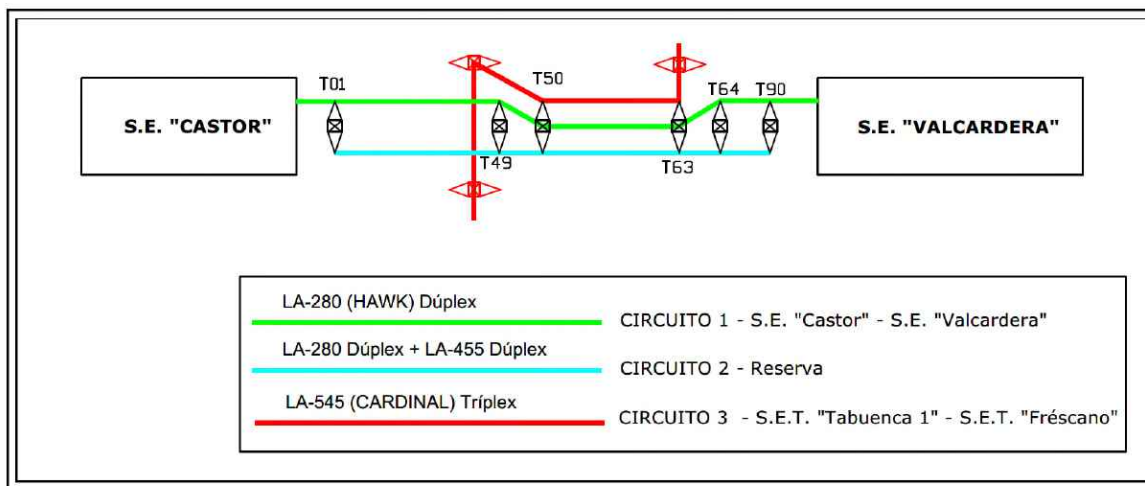 T01
T50
T64
T90
S.E. "CASTOR"
S.E. "VALCARDERA"
T49
T63
LA-280 (HAWK) Dúplex
CIRCUITO 1 - S.E. "Castor" - S.E. "Valcardera"
LA-280 Dúplex + LA-455 Dúplex
CIRCUITO 2 - Reserva
LA-545 (CARDINAL) Tríplex
CIRCUITO 3 - S.E.T. "Tabuenca 1" - S.E.T. "Fréscano"